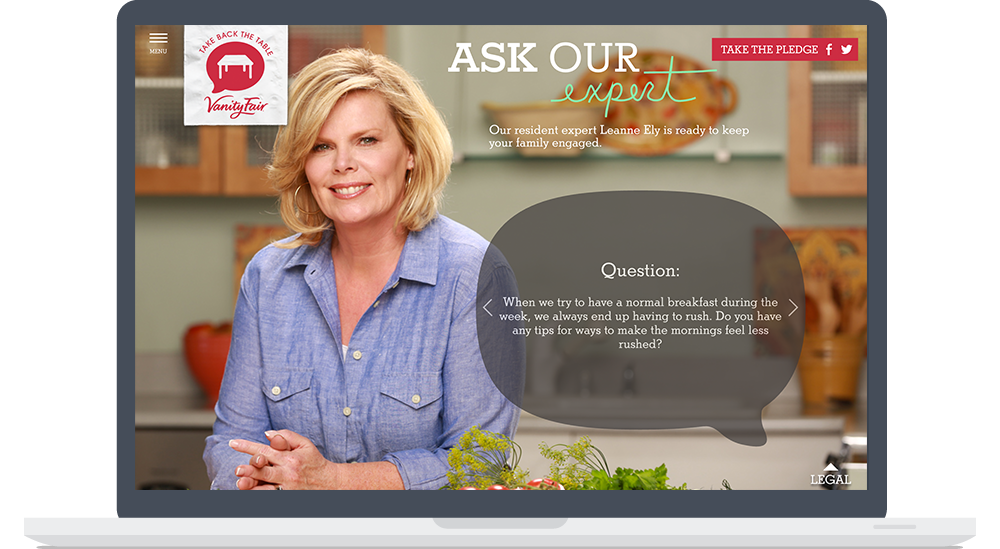 MENU
TAKE BACK THE TABLE
Vanity Fair
ASK OUR
expert
TAKE THE PLEDGE
Our resident expert Leanne Ely is ready to keep
your family engaged.
Question:
When we try to have a normal breakfast during the
week, we always end up having to rush. Do you have
any tips for ways to make the mornings feel less
rushed?
LEGAL